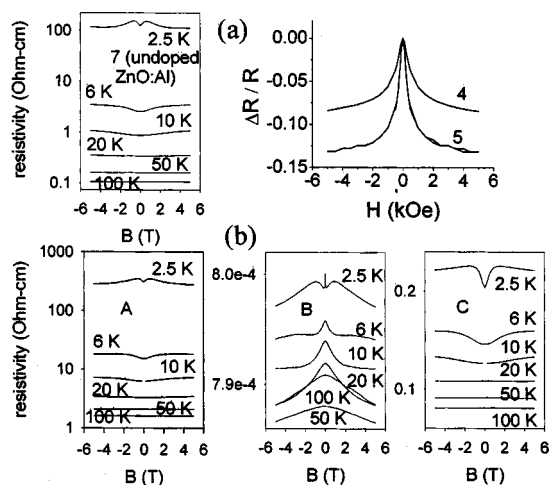 (a)
resistivity (Ohm-cm)
100
10
1
0.1
2.5 K
7 (undoped
ZnO:Al)
6 K
10 K
20 K
50 K
100 K
-6 -4 -2 0 2 4 6
B (T)
ΔR / R
0.00
-0.05
-0.10
-0.15
4
5
-6 -4 -2 0 2 4 6
H (kOe)
(b)
resistivity (Ohm-cm)
1000
100
10
1
2.5 K
A
6 K
10 K
20 K
50 K
100 K
-6 -4 -2 0 2 4 6
B (T)
8.0e-4
7.9e-4
2.5 K
B
6 K
10 K
20 K
100 K
50 K
-6 -4 -2 0 2 4 6
B (T)
0.2
0.1
C
2.5 K
6 K
10 K
20 K
50 K
100 K
-6 -4 -2 0 2 4 6
B (T)